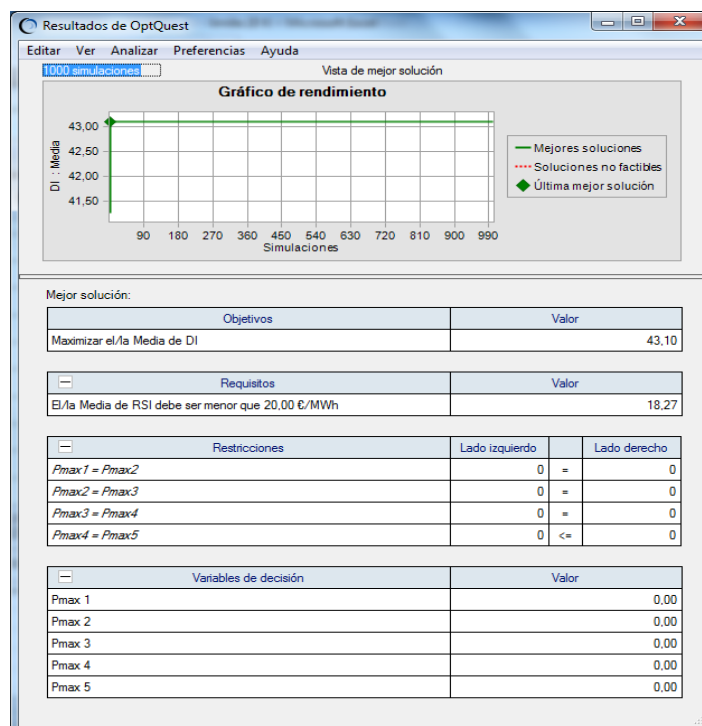 Resultados de OptQuest
Editar Ver Analizar Preferencias Ayuda
1000 simulaciones Vista de mejor solución
Gráfico de rendimiento
43,00
42,50
42,00
41,50
DI : Media
90 180 270 360 450 540 630 720 810 900 990
Simulaciones
Mejores soluciones
Soluciones no factibles
Última mejor solución
Mejor solución:
Objetivos Valor
Maximizar el/la Media de DI 43,10
Requisitos Valor
El/la Media de RSI debe ser menor que 20,00 €/MWh 18,27
Restricciones Lado izquierdo Lado derecho
Pmax1 = Pmax2 0 = 0
Pmax2 = Pmax3 0 = 0
Pmax3 = Pmax4 0 = 0
Pmax4 = Pmax5 0 <= 0
Variables de decisión Valor
Pmax 1 0,00
Pmax 2 0,00
Pmax 3 0,00
Pmax 4 0,00
Pmax 5 0,00